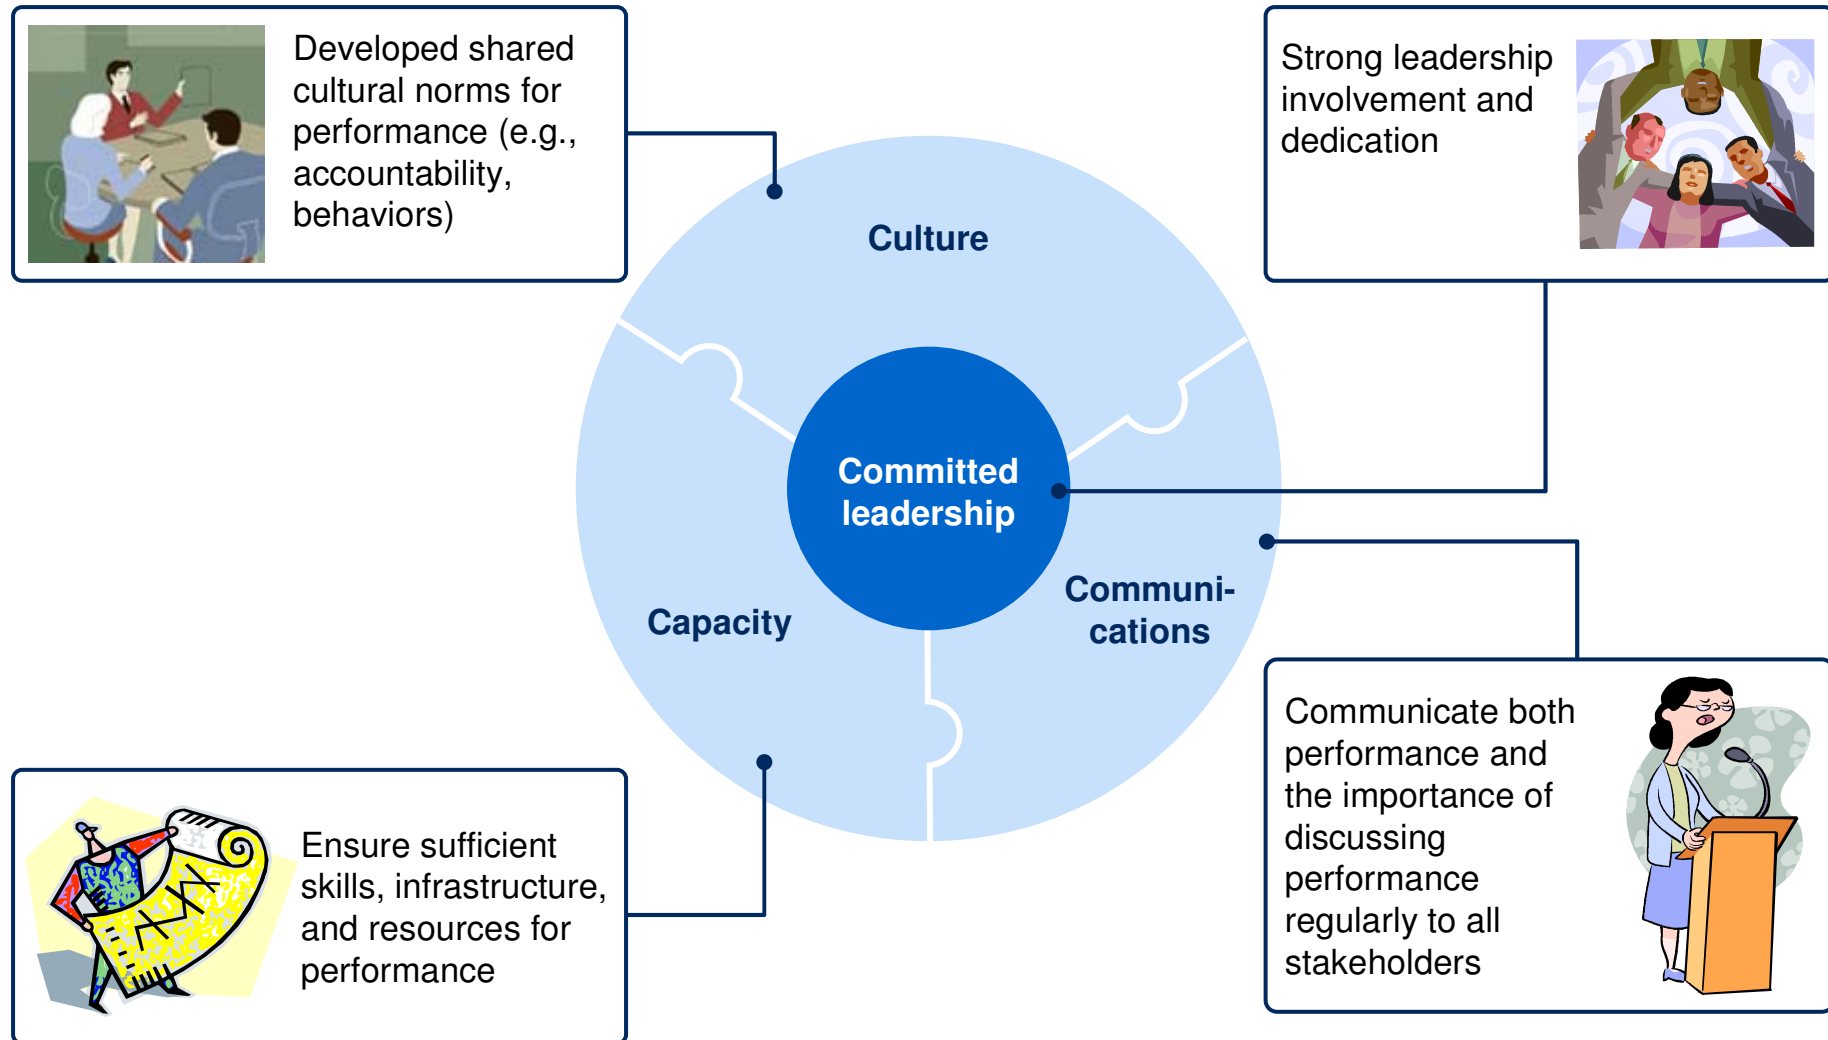 Developed shared
cultural norms for
performance (e.g.,
accountability,
behaviors)
Strong leadership
involvement and
dedication
Culture
Committed
leadership
Capacity
Communi-
cations
Ensure sufficient
skills, infrastructure,
and resources for
performance
Communicate both
performance and
the importance of
discussing
performance
regularly to all
stakeholders